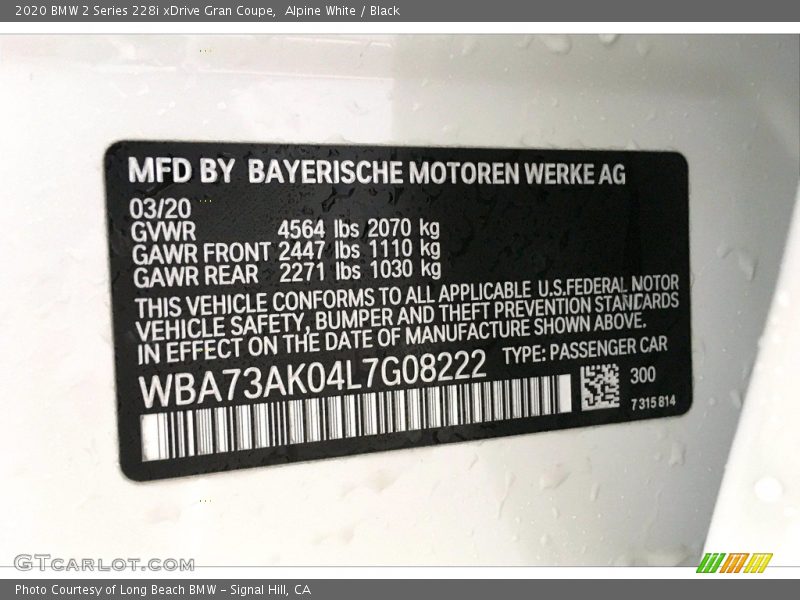 2020 BMW 2 Series 228i xDrive Gran Coupe,  Alpine White / Black
MFD BY BAYERISCHE MOTOREN WERKE AG
03/20
GVWR 4564 lbs 2070 kg
GAWR FRONT 2447 lbs 1110 kg
GAWR REAR 2271 lbs 1030 kg
THIS VEHICLE CONFORMS TO ALL APPLICABLE U.S.FEDERAL MOTOR
VEHICLE SAFETY, BUMPER AND THEFT PREVENTION STANDARDS
IN EFFECT ON THE DATE OF MANUFACTURE SHOWN ABOVE.
WBA73AK04L7G08222 TYPE: PASSENGER CAR
300
7 315 814
GTCARLOT.COM
Photo Courtesy of Long Beach BMW - Signal Hill, CA